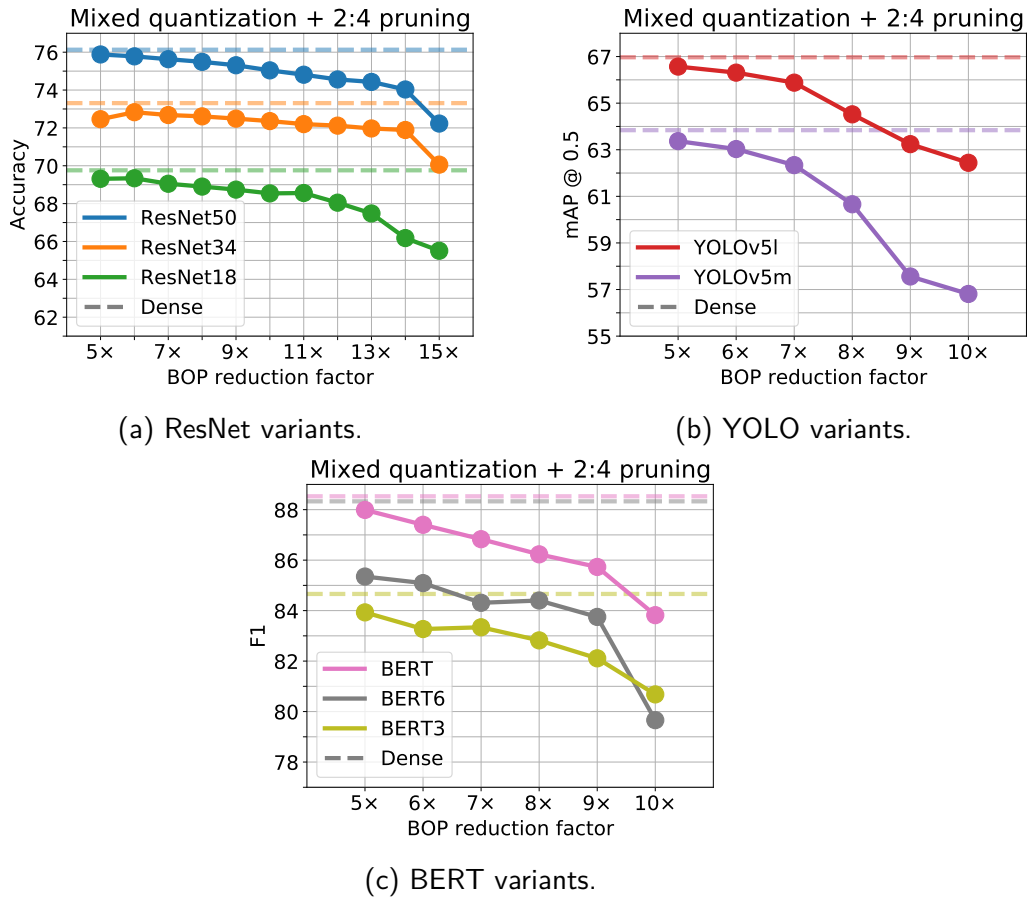 Mixed quantization + 2:4 pruning
76
74
72
70
68
66
64
62
Accuracy
ResNet50
ResNet34
ResNet18
Dense
5× 7× 9× 11× 13× 15×
BOP reduction factor
(a) ResNet variants.
Mixed quantization + 2:4 pruning
67
65
63
61
59
57
55
mAP @ 0.5
YOLOv5l
YOLOv5m
Dense
5× 6× 7× 8× 9× 10×
BOP reduction factor
(b) YOLO variants.
Mixed quantization + 2:4 pruning
88
86
84
82
80
78
F1
BERT
BERT6
BERT3
Dense
5× 6× 7× 8× 9× 10×
BOP reduction factor
(c) BERT variants.